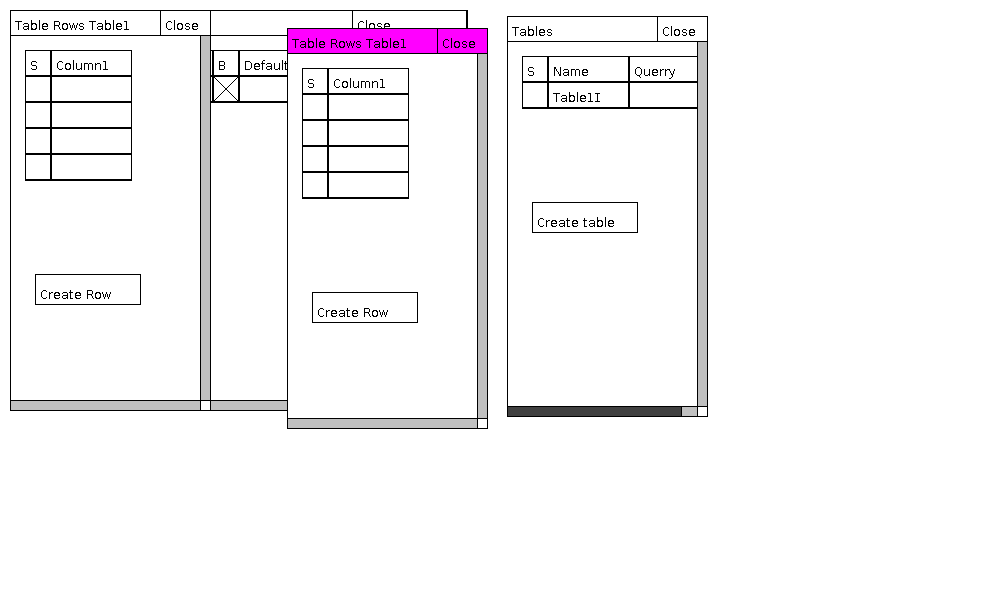 Table Rows Table1 Close
Close
S Column1
B Default
Create Row
Table Rows Table1 Close
S Column1
Create Row
Tables Close
S Name Querry
Table1I
Create table